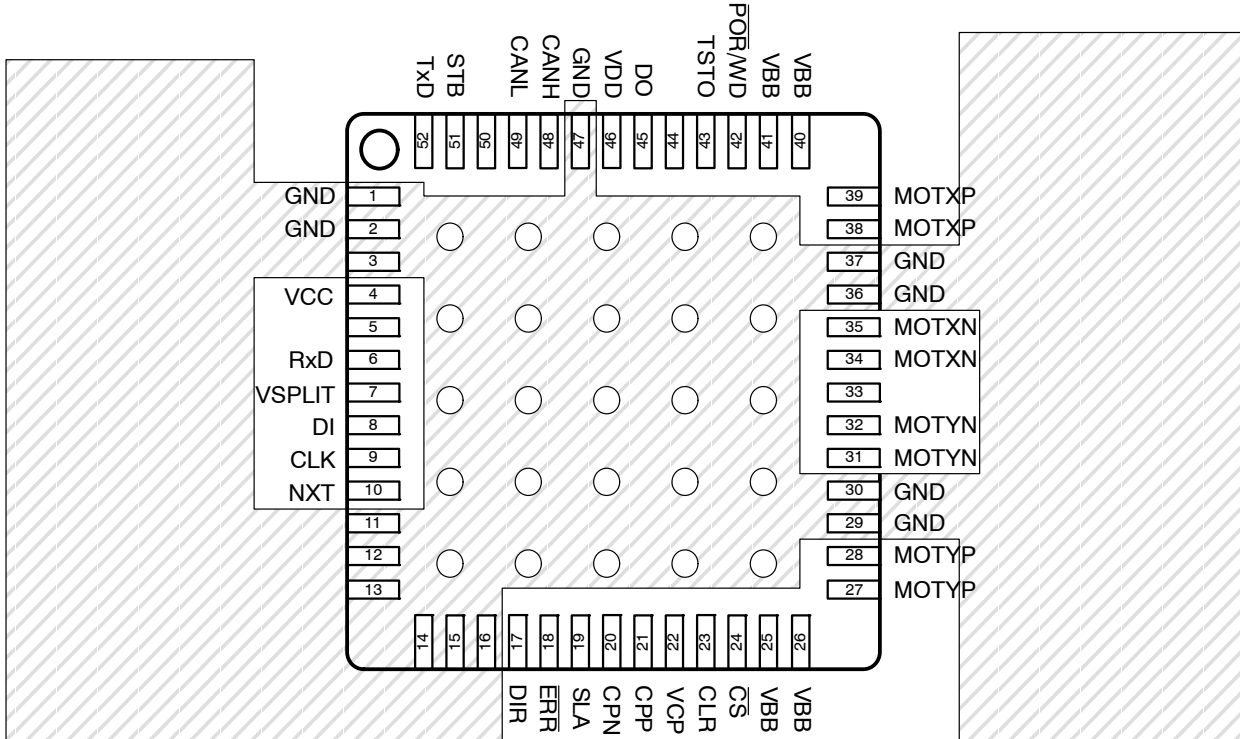 TxD
STB
CANL
CANH
GND
VDD
DO
TSTO
POR/WD
VBB
VBB
52
51
50
49
48
47
46
45
44
43
42
41
40
GND 1
GND 2
3
VCC 4
5
RxD 6
VSPLIT 7
DI 8
CLK 9
NXT 10
11
12
13
39 MOTXP
38 MOTXP
37 GND
36 GND
35 MOTXN
34 MOTXN
33
32 MOTYN
31 MOTYN
30 GND
29 GND
28 MOTYP
27 MOTYP
14
15
16
17
18
19
20
21
22
23
24
25
26
DIR
ERR
SLA
CPN
CPP
VCP
CLR
CS
VBB
VBB